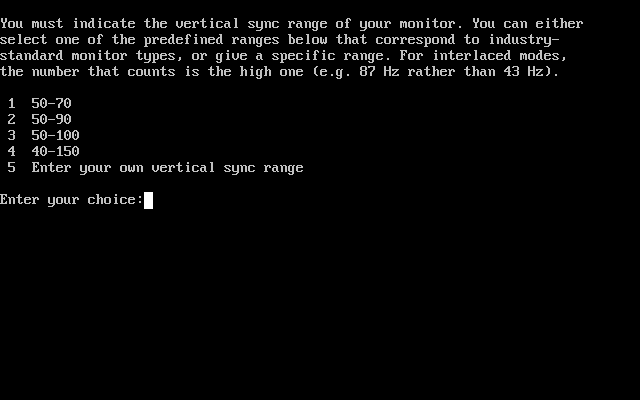 You must indicate the vertical sync range of your monitor. You can either
select one of the predefined ranges below that correspond to industry-
standard monitor types, or give a specific range. For interlaced modes,
the number that counts is the high one (e.g. 87 Hz rather than 43 Hz).
1  50-70
2  50-90
3  50-100
4  40-150
5  Enter your own vertical sync range
Enter your choice: